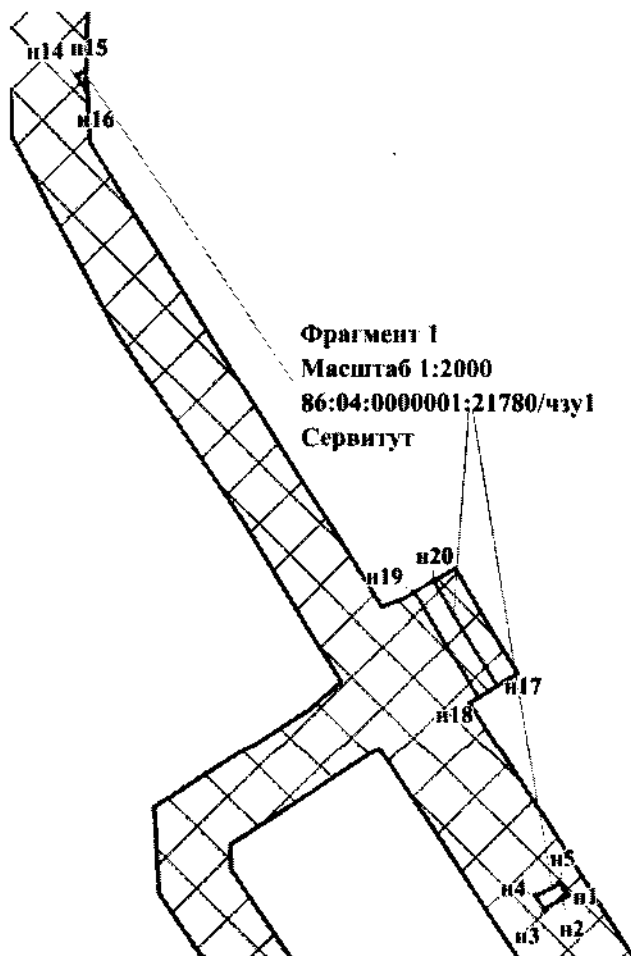 н14 н15
н16
Фрагмент 1
Масштаб 1:2000
86:04:0000001:21780/чзу1
Сервитут
н20
н19
н17
н18
н5
н4
н1
н3
н2